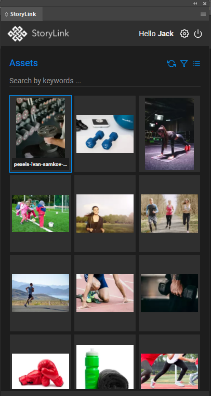 StoryLink
StoryLink
Hello Jack
Assets
Search by keywords ...
pexels-ivan-samkov-...